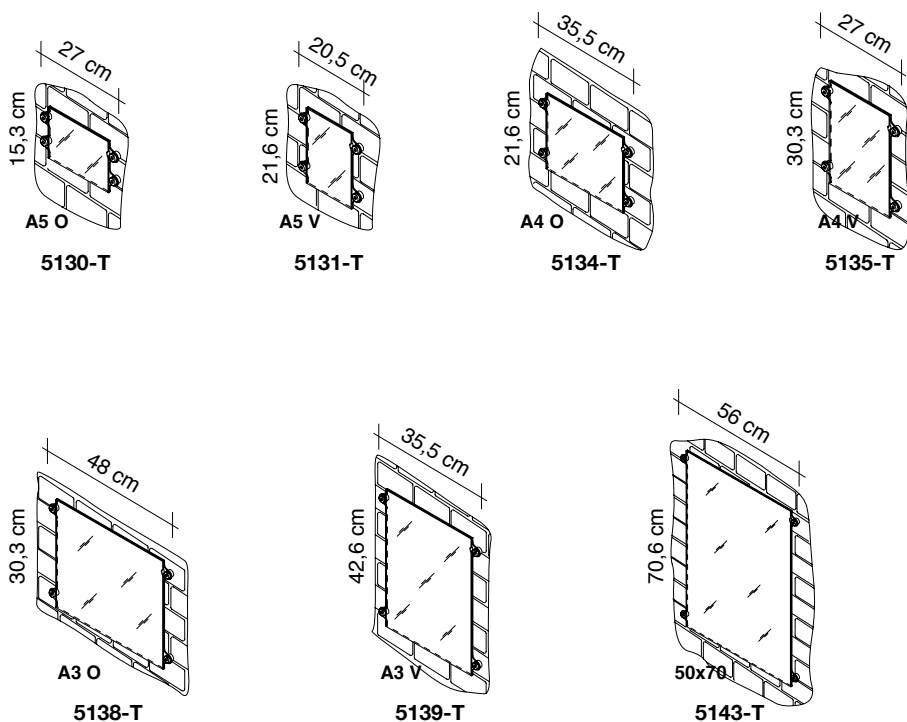 27 cm
15,3 cm
A5 O
5130-T
20,5 cm
21,6 cm
A5 V
5131-T
35,5 cm
21,6 cm
A4 O
5134-T
27 cm
30,3 cm
A4 V
5135-T
48 cm
30,3 cm
A3 O
5138-T
35,5 cm
42,6 cm
A3 V
5139-T
56 cm
70,6 cm
50x70
5143-T